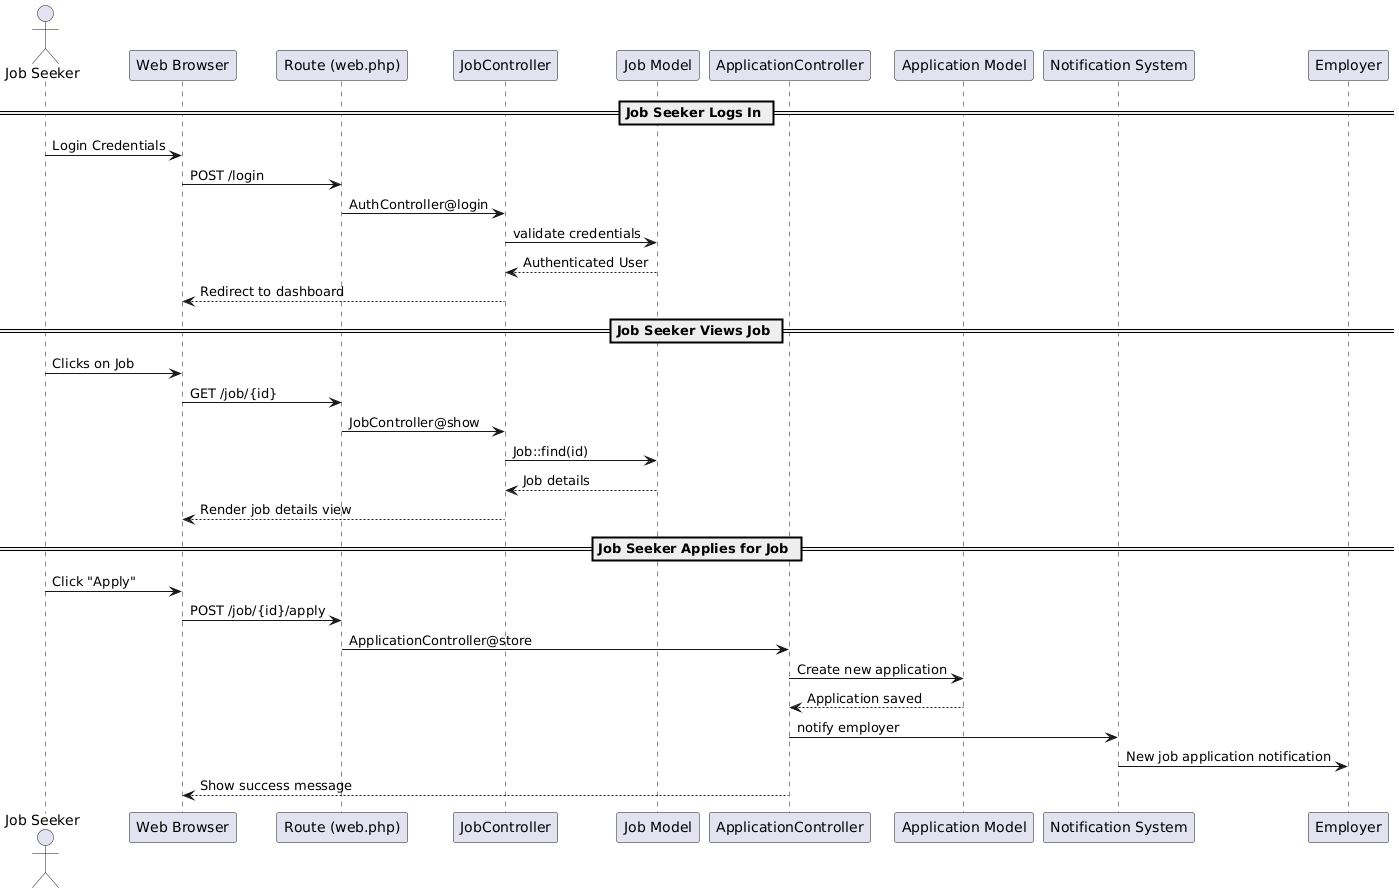 Job Seeker
Web Browser
Route (web.php)
JobController
Job Model
ApplicationController
Application Model
Notification System
Employer
Job Seeker Logs In
Login Credentials
POST /login
AuthController@login
validate credentials
Authenticated User
Redirect to dashboard
Job Seeker Views Job
Clicks on Job
GET /job/{id}
JobController@show
Job::find(id)
Job details
Render job details view
Job Seeker Applies for Job
Click "Apply"
POST /job/{id}/apply
ApplicationController@store
Create new application
Application saved
notify employer
New job application notification
Show success message
Job Seeker
Web Browser
Route (web.php)
JobController
Job Model
ApplicationController
Application Model
Notification System
Employer